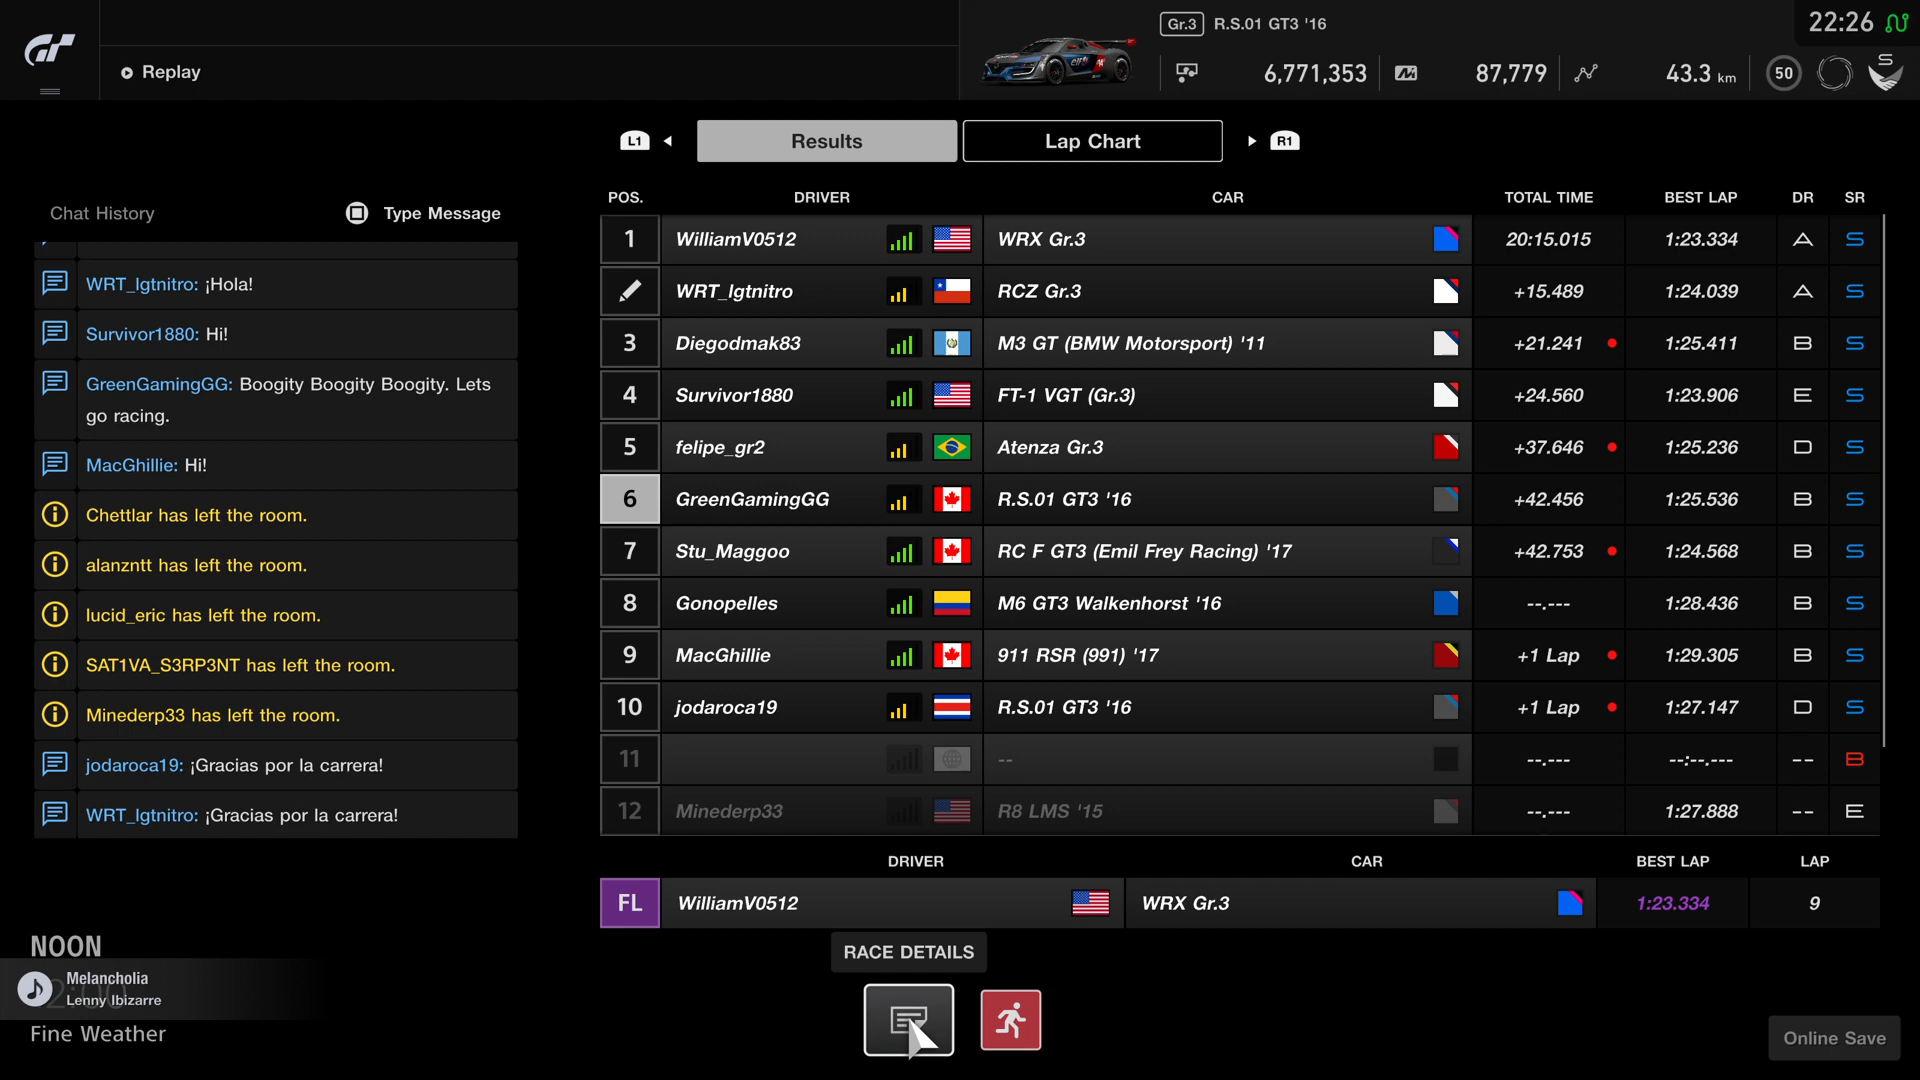 Replay
Gr.3 R.S.01 GT3 '16
22:26
6,771,353 87,779 43.3 km 50 S
L1 Results Lap Chart R1
Chat History Type Message
WRT_lgtnitro: ¡Hola!
Survivor1880: Hi!
GreenGamingGG: Boogity Boogity Boogity. Lets
go racing.
MacGhillie: Hi!
Chettlar has left the room.
alanzntt has left the room.
lucid_eric has left the room.
SAT1VA_S3RP3NT has left the room.
Minederp33 has left the room.
jodaroca19: ¡Gracias por la carrera!
WRT_lgtnitro: ¡Gracias por la carrera!
POS. DRIVER CAR TOTAL TIME BEST LAP DR SR
1 WilliamV0512 WRX Gr.3 20:15.015 1:23.334 A S
WRT_lgtnitro RCZ Gr.3 +15.489 1:24.039 A S
3 Diegodmak83 M3 GT (BMW Motorsport) '11 +21.241 1:25.411 B S
4 Survivor1880 FT-1 VGT (Gr.3) +24.560 1:23.906 E S
5 felipe_gr2 Atenza Gr.3 +37.646 1:25.236 D S
6 GreenGamingGG R.S.01 GT3 '16 +42.456 1:25.536 B S
7 Stu_Maggoo RC F GT3 (Emil Frey Racing) '17 +42.753 1:24.568 B S
8 Gonopelles M6 GT3 Walkenhorst '16 --.--- 1:28.436 B S
9 MacGhillie 911 RSR (991) '17 +1 Lap 1:29.305 B S
10 jodaroca19 R.S.01 GT3 '16 +1 Lap 1:27.147 D S
11 -- --.--- --:--.--- -- B
12 Minederp33 R8 LMS '15 --.--- 1:27.888 -- E
DRIVER CAR BEST LAP LAP
FL WilliamV0512 WRX Gr.3 1:23.334 9
RACE DETAILS
NOON
Melancholia
Lenny Ibizarre
Fine Weather
Online Save